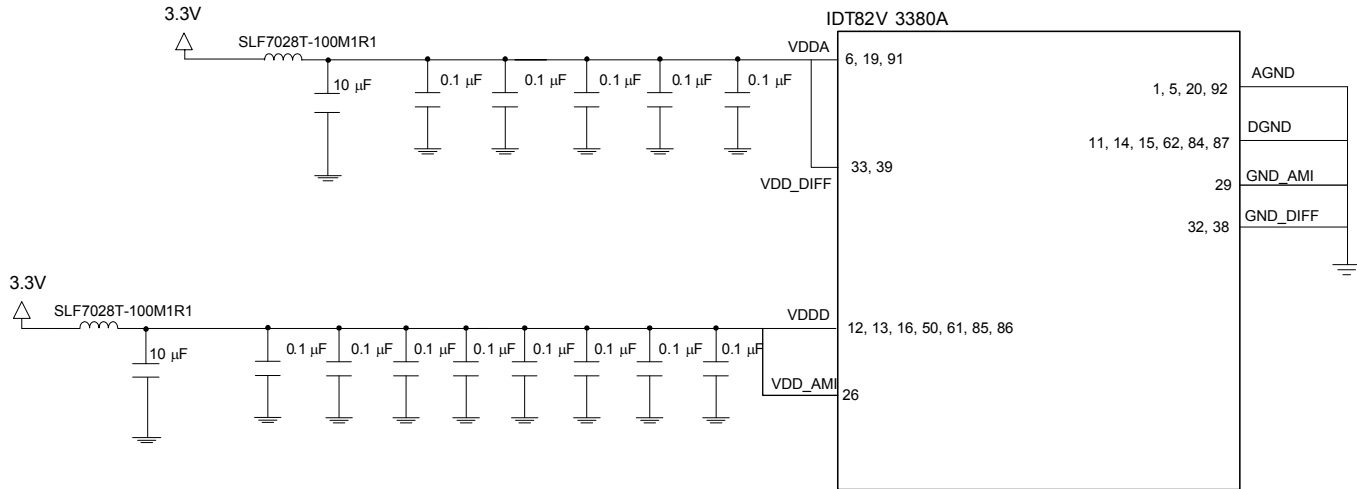 3.3V
IDT82V 3380A
SLF7028T-100M1R1
VDDA
6, 19, 91
10 μF
0.1 μF
0.1 μF
0.1 μF
0.1 μF
0.1 μF
AGND
1, 5, 20, 92
DGND
11, 14, 15, 62, 84, 87
33, 39
VDD_DIFF
GND_AMI
29
GND_DIFF
32, 38
3.3V
SLF7028T-100M1R1
VDDD
12, 13, 16, 50, 61, 85, 86
10 μF
0.1 μF
0.1 μF
0.1 μF
0.1 μF
0.1 μF
0.1 μF
0.1 μF
0.1 μF
VDD_AMI
26